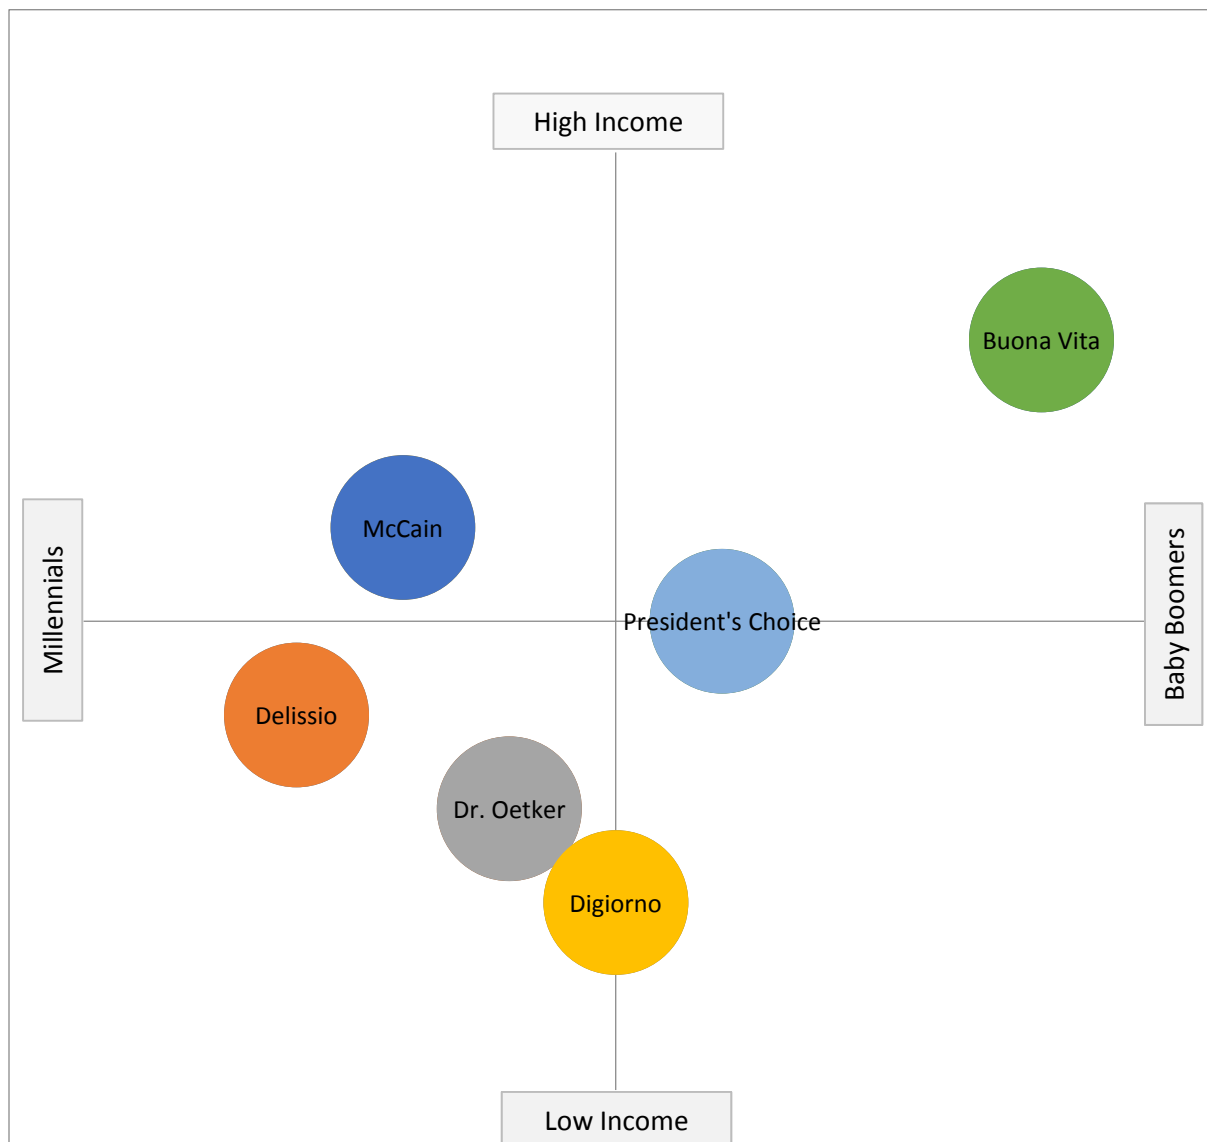 High Income
Buona Vita
McCain
Millennials
Baby Boomers
President's Choice
Delissio
Dr. Oetker
Digiorno
Low Income